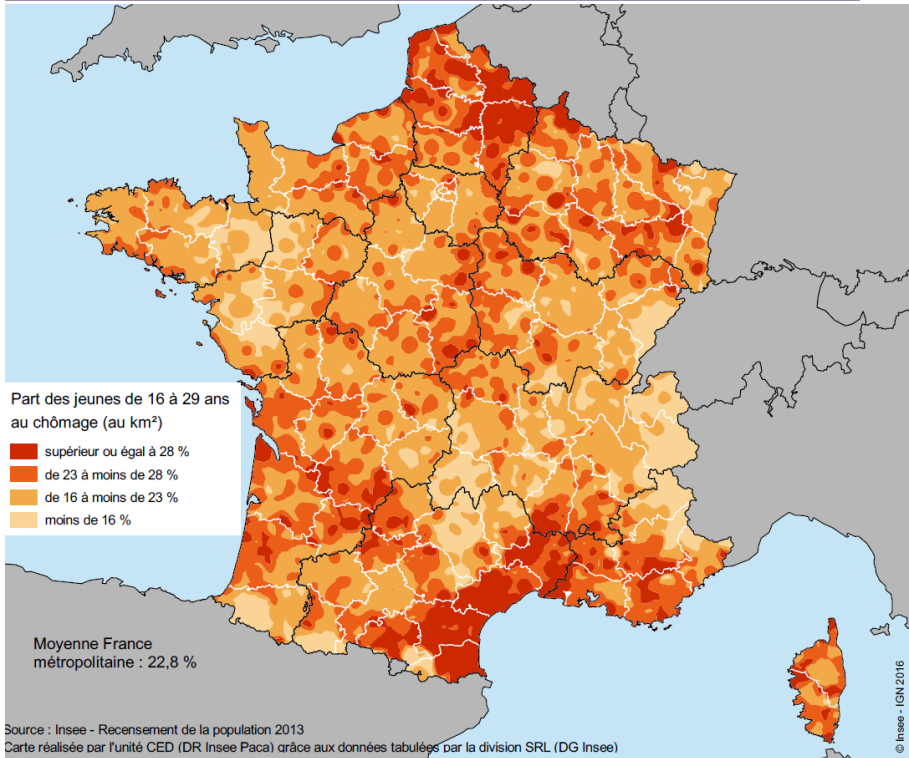 Part des jeunes de 16 à 29 ans
au chômage (au km²)
supérieur ou égal à 28 %
de 23 à moins de 28 %
de 16 à moins de 23 %
moins de 16 %
Moyenne France
métropolitaine : 22,8 %
Source : Insee - Recensement de la population 2013
Carte réalisée par l'unité CED (DR Insee Paca) grâce aux données tabulées par la division SRL (DG Insee)
© Insee - IGN 2016